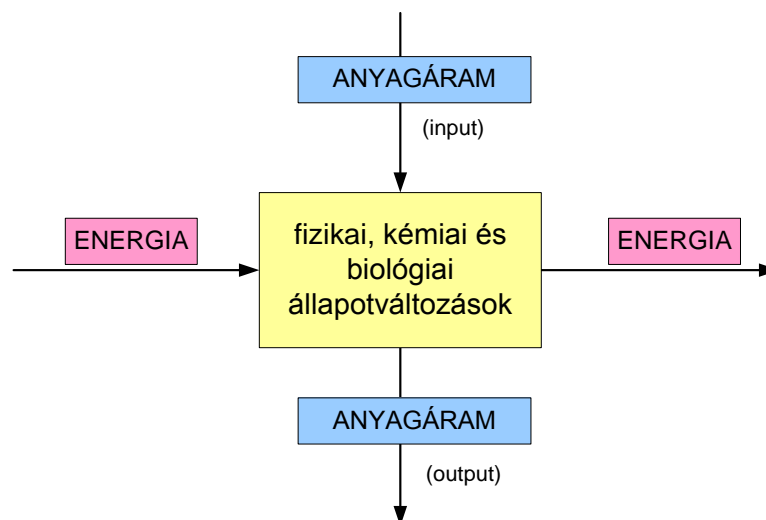 ANYAGÁRAM
(input)
ENERGIA
fizikai, kémiai és
biológiai
állapotváltozások
ENERGIA
ANYAGÁRAM
(output)